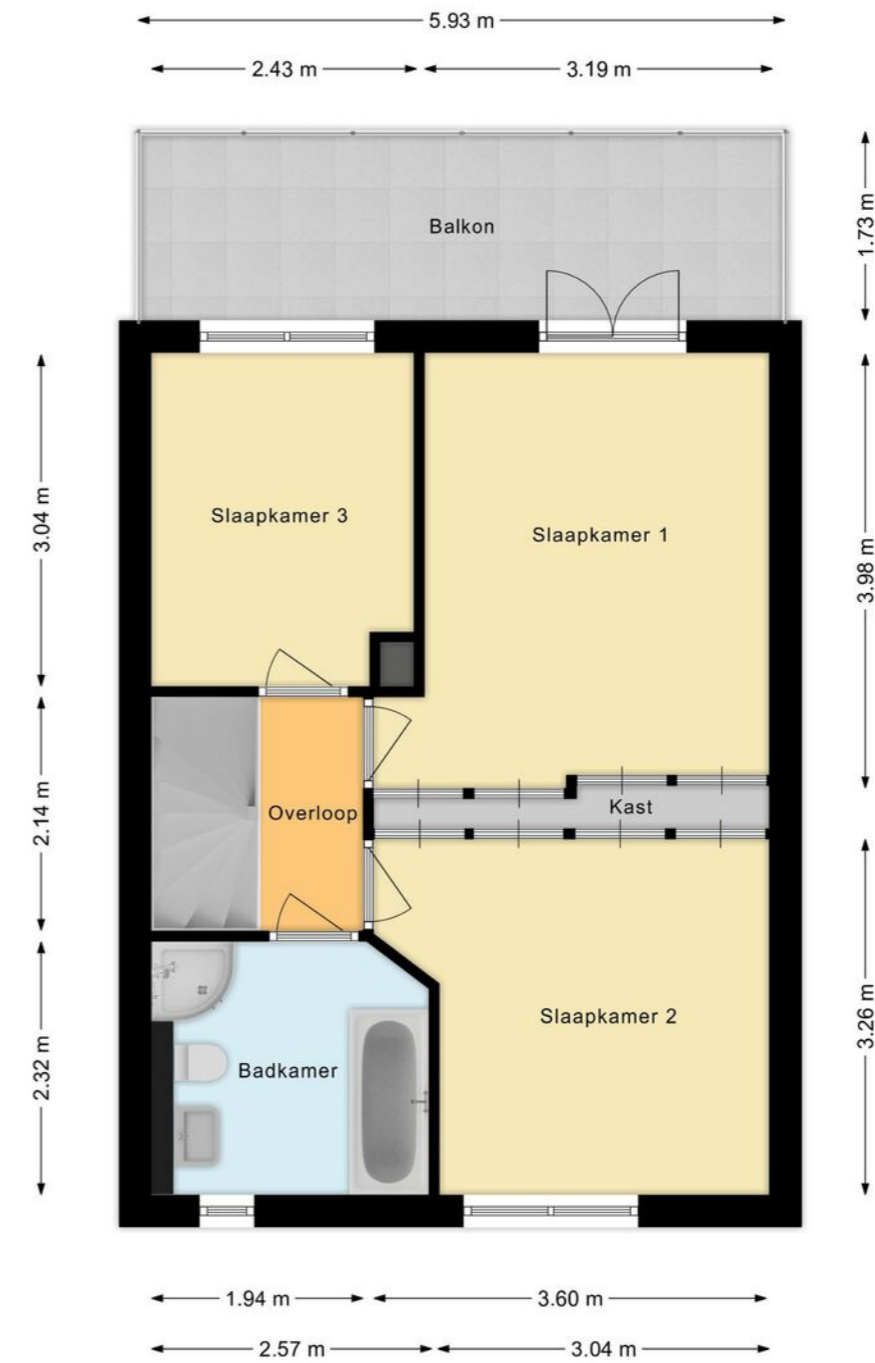 5.93 m
2.43 m
3.19 m
Balkon
1.73 m
3.04 m
Slaapkamer 3
Slaapkamer 1
3.98 m
2.14 m
Overloop
Kast
2.32 m
Badkamer
Slaapkamer 2
3.26 m
1.94 m
3.60 m
2.57 m
3.04 m